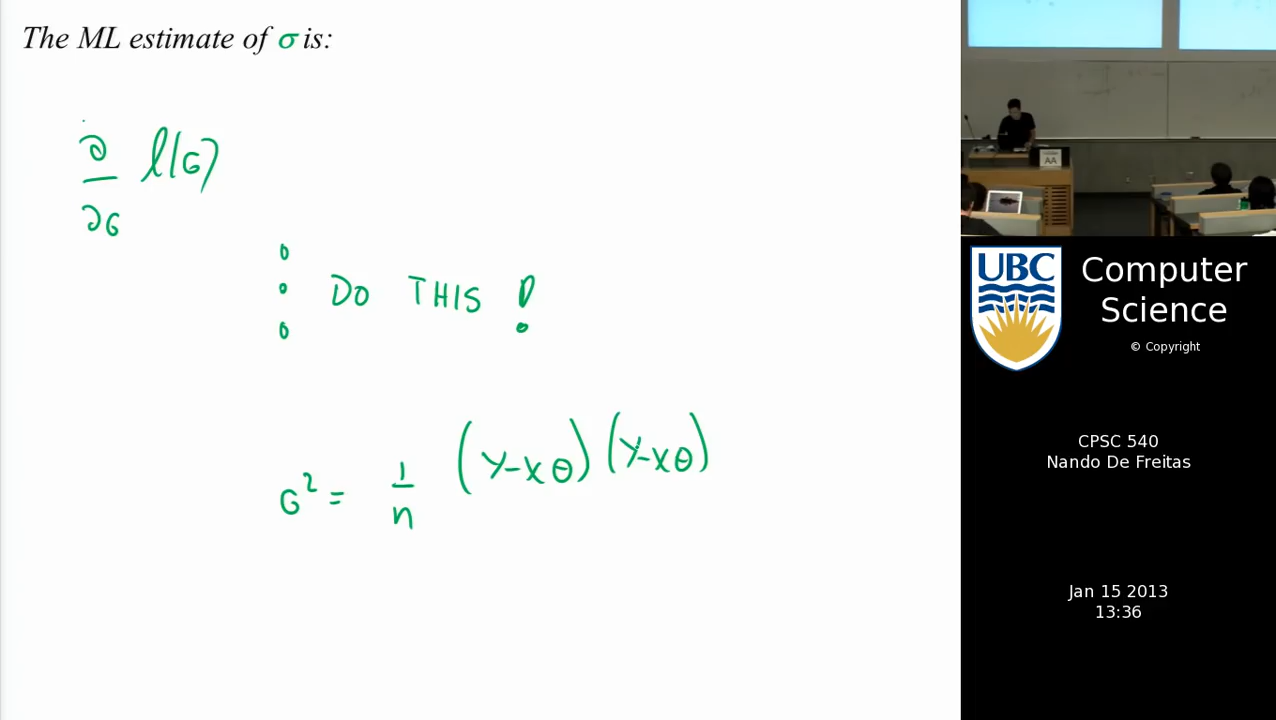 The ML estimate of σ is:
∂
— l(σ)
∂σ
DO THIS !
σ² = 1/n (y-xθ)(y-xθ)
AA
UBC
Computer
Science
© Copyright
CPSC 540
Nando De Freitas
Jan 15 2013
13:36